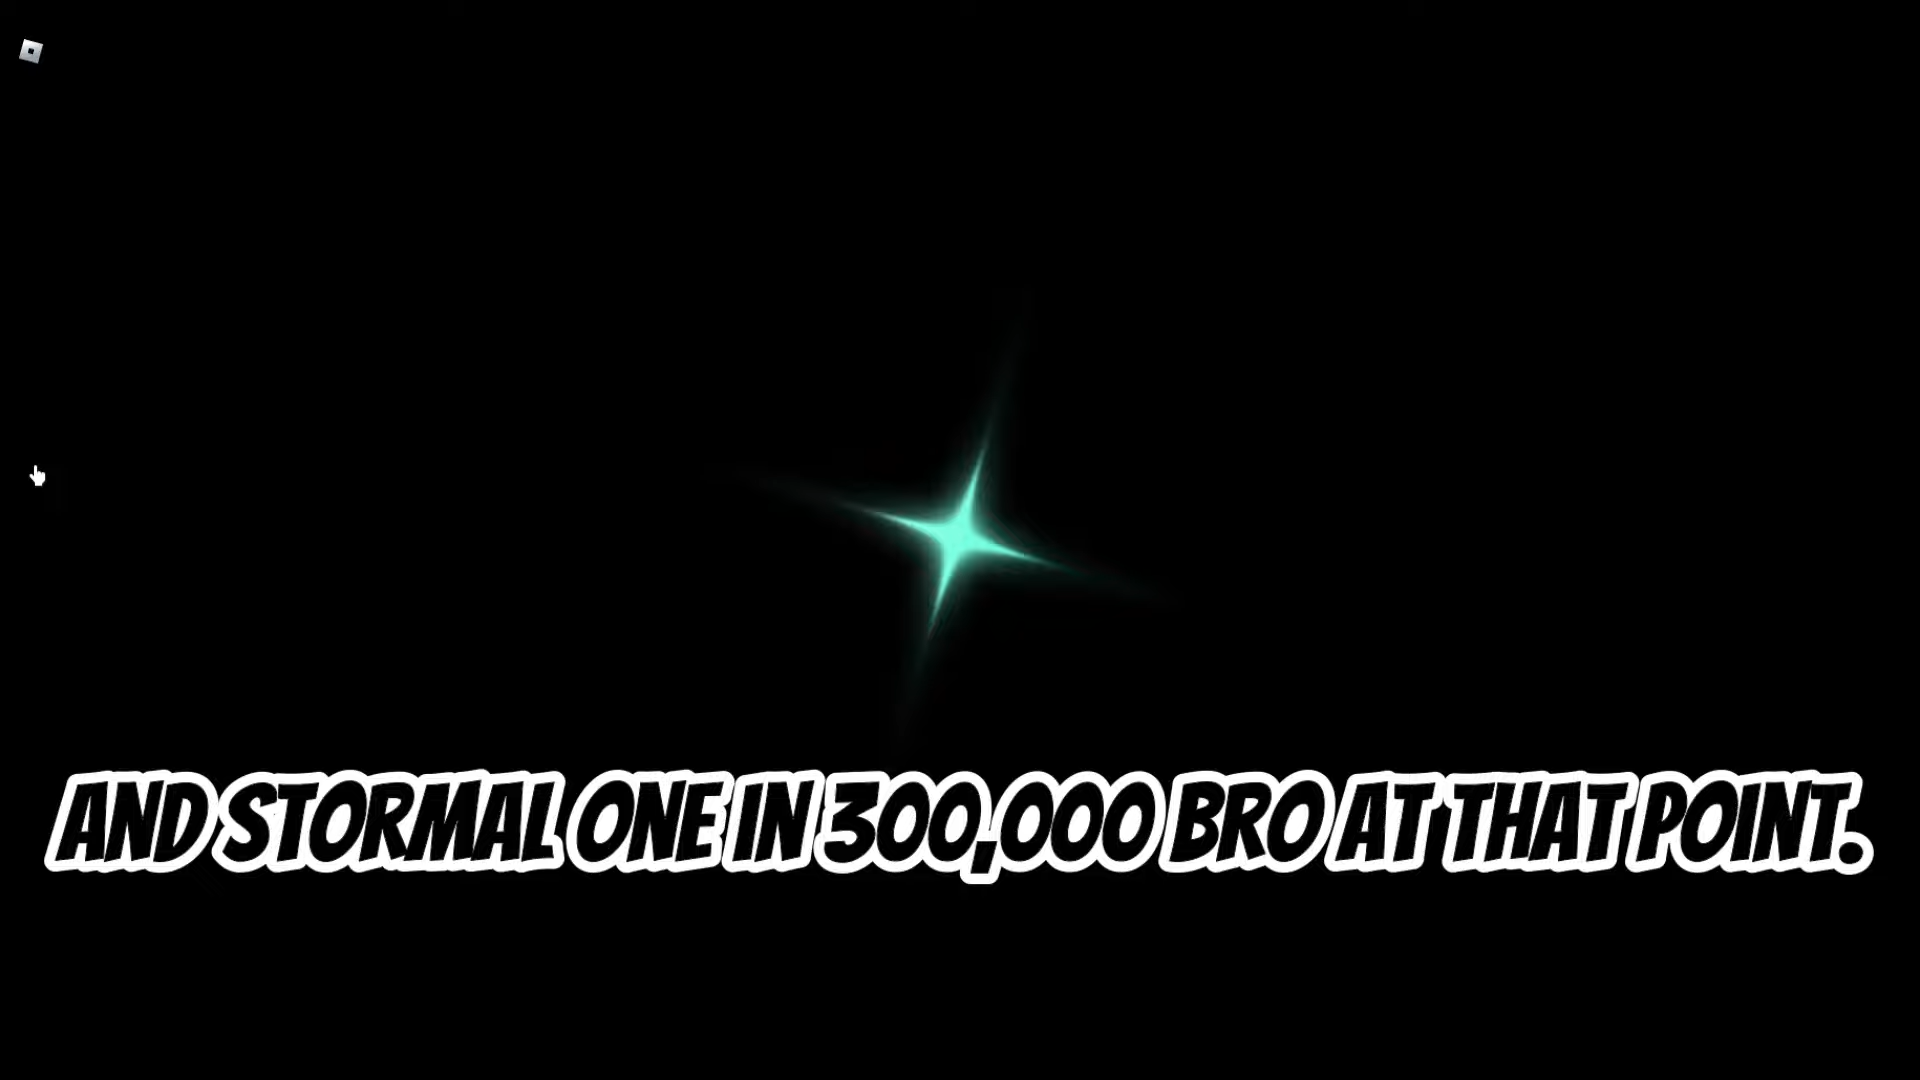 AND STORMAL ONE IN 300,000 BRO AT THAT POINT.